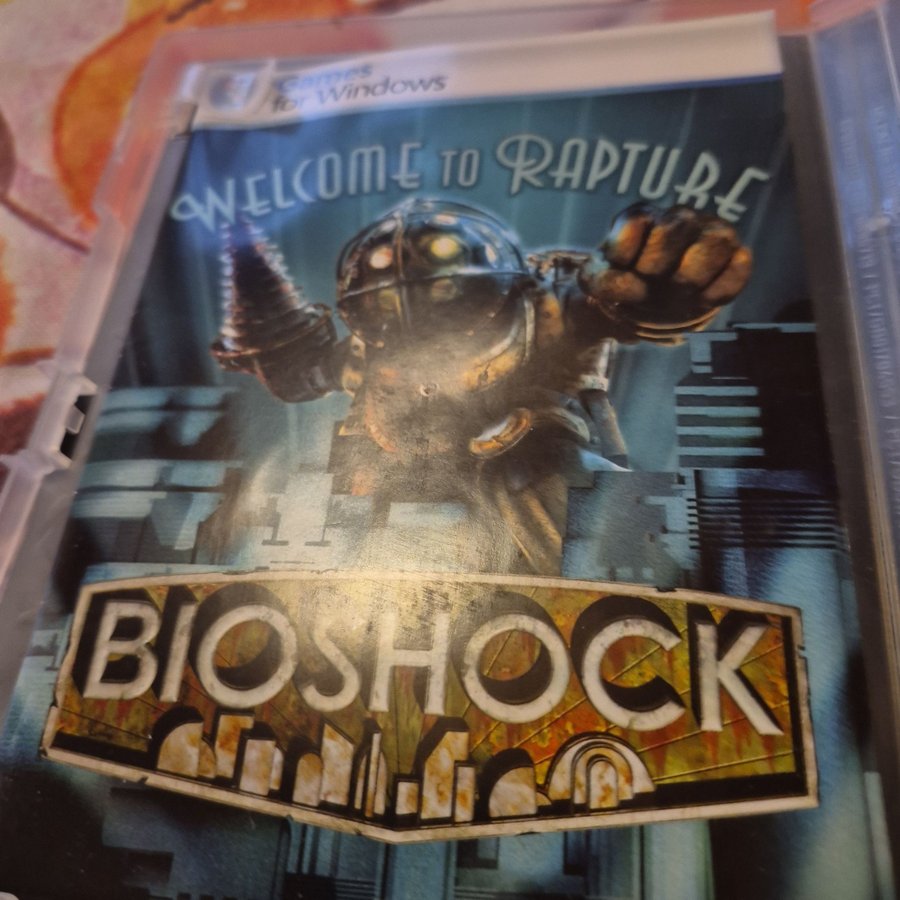 Games
for Windows
WELCOME TO RAPTURE
BIOSHOCK